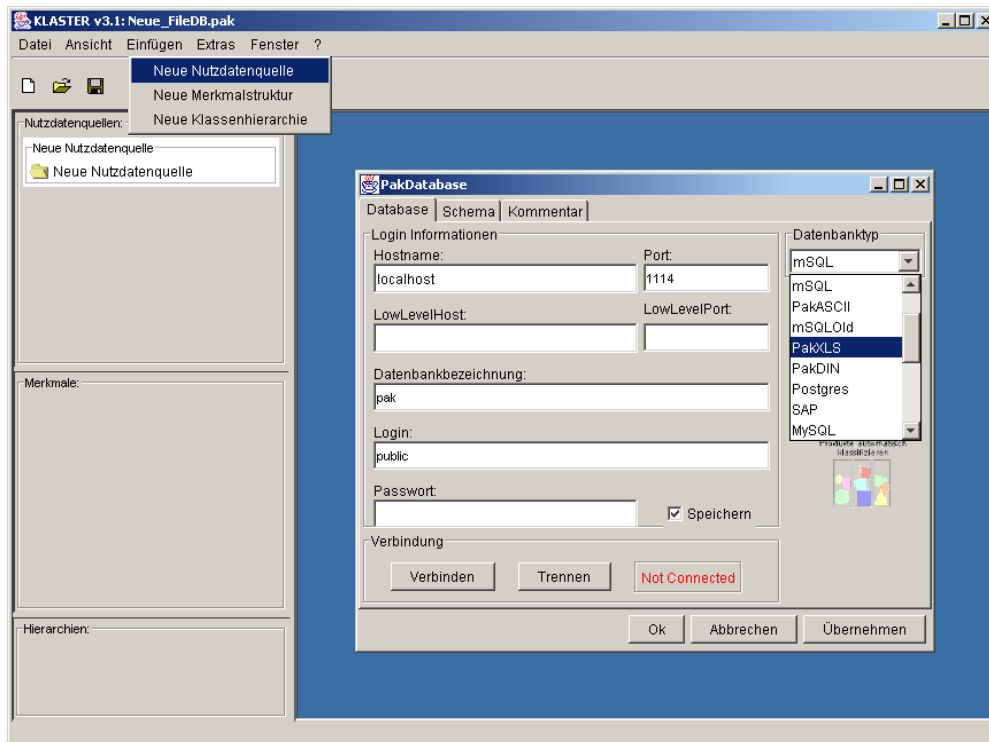 KLASTER v3.1: Neue_FileDB.pak
Datei Ansicht Einfügen Extras Fenster ?
Neue Nutzdatenquelle
Neue Merkmalstruktur
Neue Klassenhierarchie
Nutzdatenquellen:
Neue Nutzdatenquelle
Neue Nutzdatenquelle
Merkmale:
Hierarchien:
PakDatabase
Database Schema Kommentar
Login Informationen
Hostname: Port:
localhost 1114
LowLevelHost: LowLevelPort:
Datenbankbezeichnung:
pak
Login:
public
Passwort:
Speichern
Verbindung
Verbinden Trennen Not Connected
Datenbanktyp
mSQL
mSQL
PakASCII
mSQLOld
PakXLS
PakDIN
Postgres
SAP
MySQL
Produkte automatisch
klassifizieren
Ok Abbrechen Übernehmen